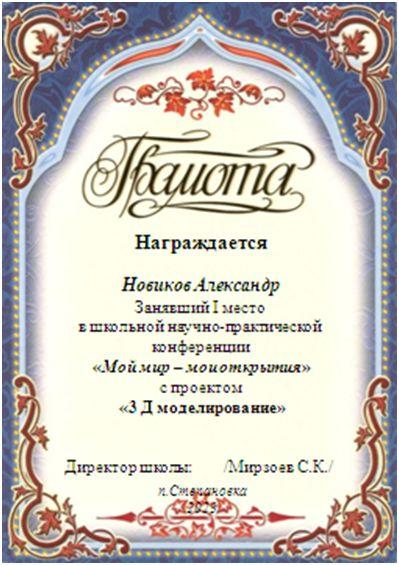 Грамота
Награждается
Новиков Александр
Занявший I место
в школьной научно-практической
конференции
«Мой мир – мои открытия»
с проектом
«3 Д моделирование»
Директор школы: /Мирзоев С.К./
п.Степановка